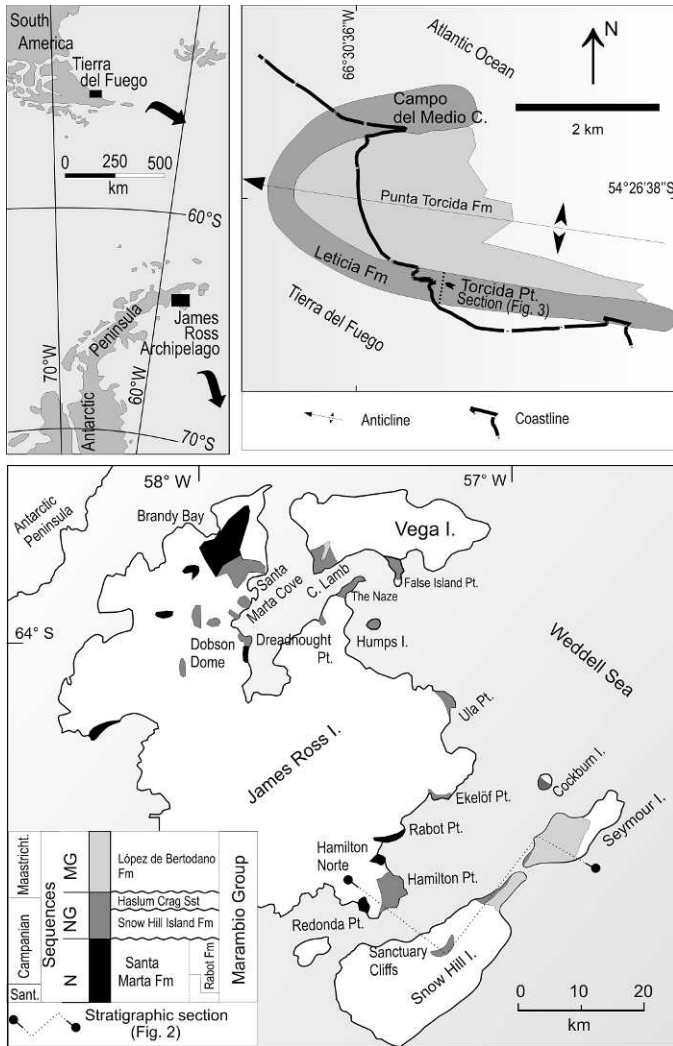 South
America
Tierra
del Fuego
0 250 500
km
60°S
Peninsula
James
Ross
Archipelago
70°W
60°W
Antarctic
70°S
66°30'36"W
Atlantic Ocean
N
Campo
del Medio C.
2 km
54°26'38"S
Punta Torcida Fm
Leticia Fm
Torcida Pt.
Section (Fig. 3)
Tierra del Fuego
Anticline
Coastline
58° W
57° W
Antarctic
Peninsula
Brandy Bay
Vega I.
Santa
Marta Cove
C. Lamb
False Island Pt.
The Naze
64° S
Dobson
Dome
Dreadnought
Pt.
Humps I.
Weddell Sea
Ula Pt.
James Ross I.
Cockburn I.
Ekelöf Pt.
Seymour I.
Rabot Pt.
Hamilton
Norte
Hamilton Pt.
Redonda Pt.
Sanctuary
Cliffs
Snow Hill I.
0 10 20
km
Maastricht.
Campanian
Sant.
Sequences
MG
NG
N
López de Bertodano
Fm
Haslum Crag Sst
Snow Hill Island Fm
Santa
Marta Fm
Rabot Fm
Marambio Group
Stratigraphic section
(Fig. 2)